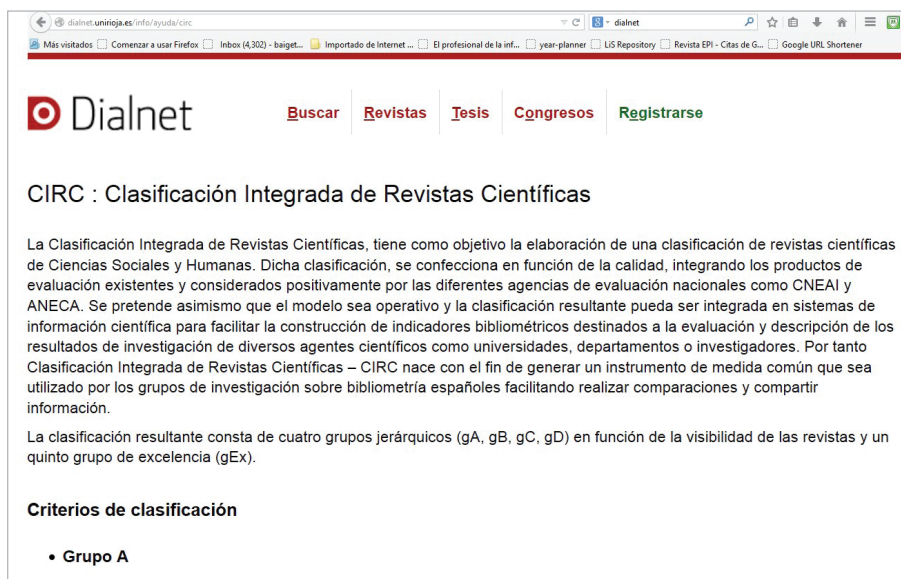 dialnet.unirioja.es/info/ayuda/circ
dialnet
Más visitados Comenzar a usar Firefox Inbox (4,302) - baiget... Importado de Internet ... El profesional de la inf... year-planner LiS Repository Revista EPI - Citas de G... Google URL Shortener
Dialnet Buscar Revistas Tesis Congresos Registrarse
CIRC : Clasificación Integrada de Revistas Científicas
La Clasificación Integrada de Revistas Científicas, tiene como objetivo la elaboración de una clasificación de revistas científicas
de Ciencias Sociales y Humanas. Dicha clasificación, se confecciona en función de la calidad, integrando los productos de
evaluación existentes y considerados positivamente por las diferentes agencias de evaluación nacionales como CNEAI y
ANECA. Se pretende asimismo que el modelo sea operativo y la clasificación resultante pueda ser integrada en sistemas de
información científica para facilitar la construcción de indicadores bibliométricos destinados a la evaluación y descripción de los
resultados de investigación de diversos agentes científicos como universidades, departamentos o investigadores. Por tanto
Clasificación Integrada de Revistas Científicas – CIRC nace con el fin de generar un instrumento de medida común que sea
utilizado por los grupos de investigación sobre bibliometría españoles facilitando realizar comparaciones y compartir
información.
La clasificación resultante consta de cuatro grupos jerárquicos (gA, gB, gC, gD) en función de la visibilidad de las revistas y un
quinto grupo de excelencia (gEx).
Criterios de clasificación
• Grupo A